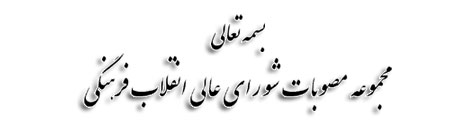 بسمه تعالی
مجموعه مصوبات شورای عالی انقلاب فرهنگی